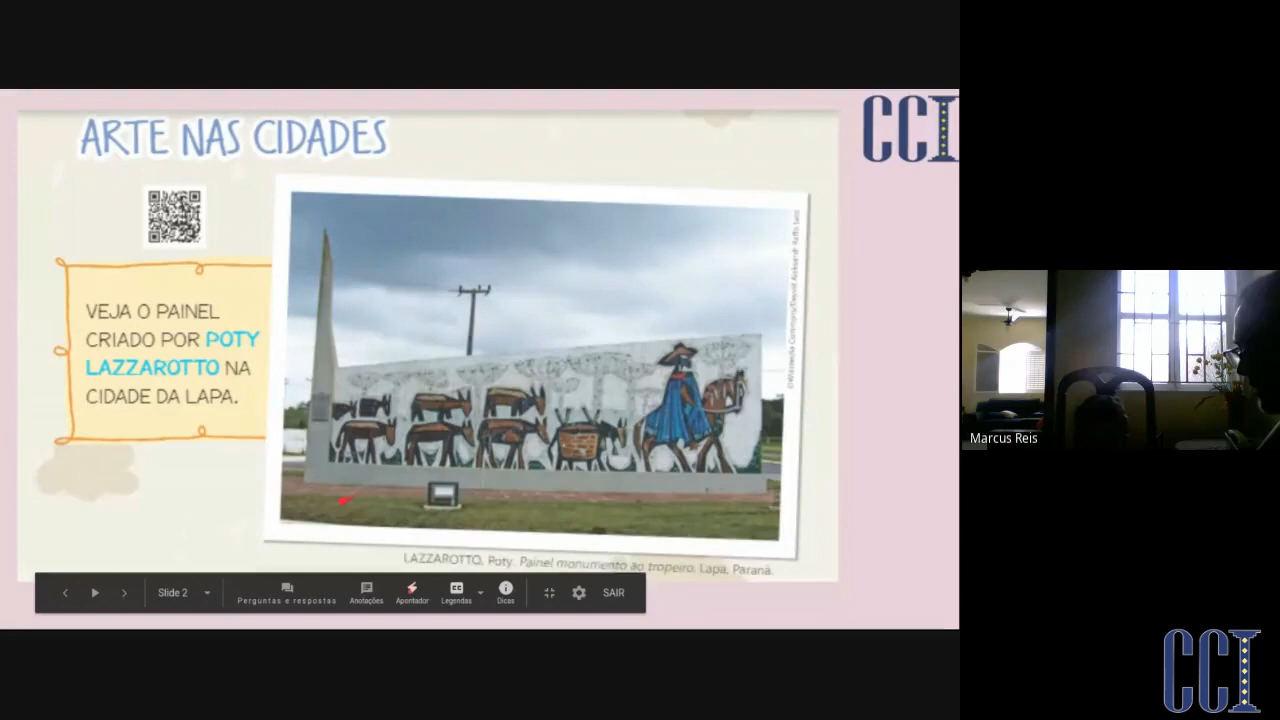 CCI
ARTE NAS CIDADES
VEJA O PAINEL
CRIADO POR POTY
LAZZAROTTO NA
CIDADE DA LAPA.
LAZZAROTTO, Poty. Painel monumento ao tropeiro. Lapa, Paraná.
Slide 2
Perguntas e respostas
Anotações
Apontador
CC
Legendas
Dicas
SAIR
Marcus Reis
CCI